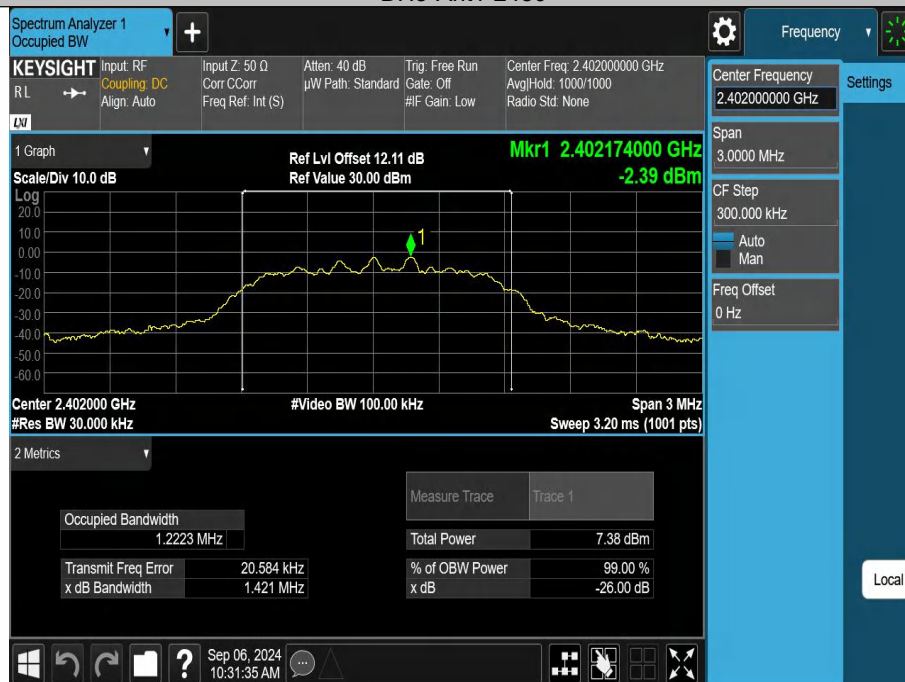 Spectrum Analyzer 1
Occupied BW
Frequency
KEYSIGHT
Input: RF
Input Z: 50 Ω
Atten: 40 dB
Trig: Free Run
Center Freq: 2.402000000 GHz
RL
Coupling: DC
Corr CCorr
µW Path: Standard
Gate: Off
Avg|Hold: 1000/1000
Align: Auto
Freq Ref: Int (S)
#IF Gain: Low
Radio Std: None
LXI
Center Frequency
2.402000000 GHz
Settings
Span
3.0000 MHz
CF Step
300.000 kHz
Auto
Man
Freq Offset
0 Hz
Local
1 Graph
Ref Lvl Offset 12.11 dB
Mkr1 2.402174000 GHz
Scale/Div 10.0 dB
Ref Value 30.00 dBm
-2.39 dBm
Log
20.0
10.0
1
0.00
-10.0
-20.0
-30.0
-40.0
-50.0
-60.0
Center 2.402000 GHz
#Video BW 100.00 kHz
Span 3 MHz
#Res BW 30.000 kHz
Sweep 3.20 ms (1001 pts)
2 Metrics
Measure Trace
Trace 1
Occupied Bandwidth
1.2223 MHz
Total Power
7.38 dBm
Transmit Freq Error
20.584 kHz
% of OBW Power
99.00 %
x dB Bandwidth
1.421 MHz
x dB
-26.00 dB
Sep 06, 2024
10:31:35 AM